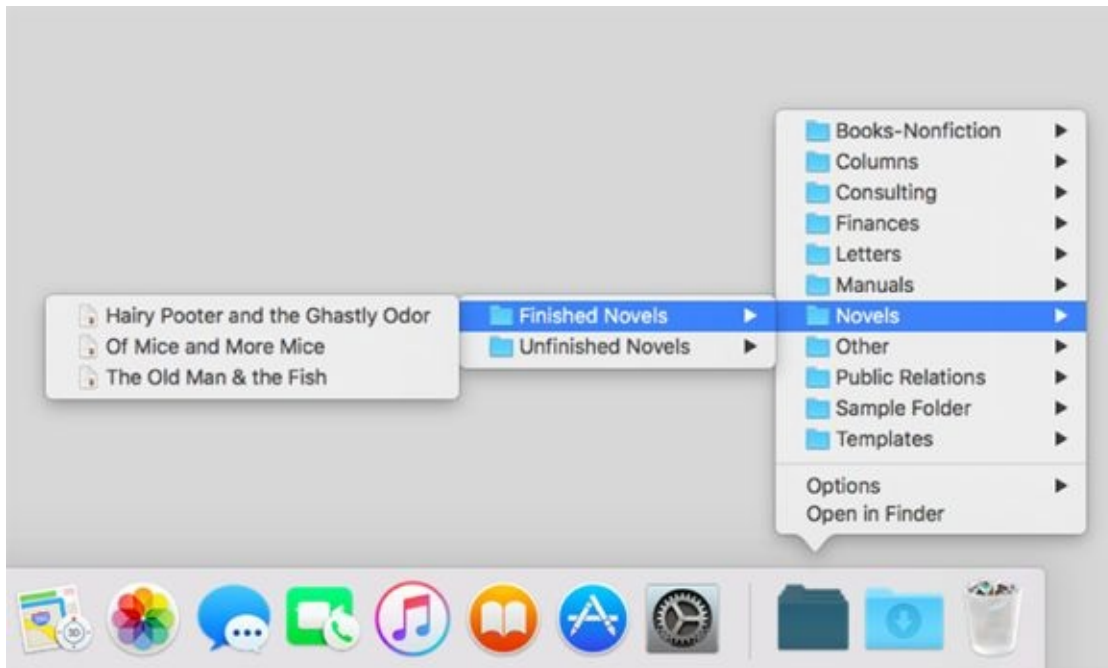 Books-Nonfiction
Columns
Consulting
Finances
Letters
Manuals
Hairy Pooter and the Ghastly Odor
Finished Novels
Novels
Of Mice and More Mice
Unfinished Novels
Other
The Old Man & the Fish
Public Relations
Sample Folder
Templates
Options
Open in Finder
3D